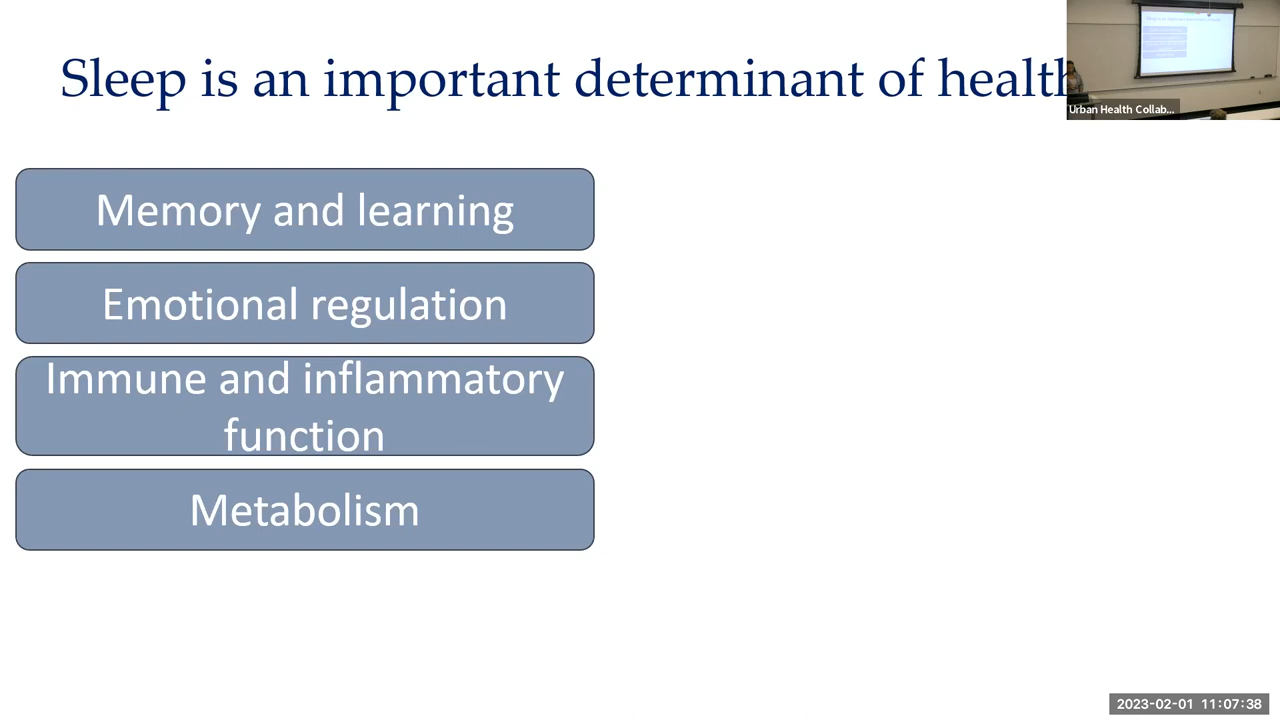 Sleep is an important determinant of health
Urban Health Collab...
Memory and learning
Emotional regulation
Immune and inflammatory
function
Metabolism
2023-02-01 11:07:38